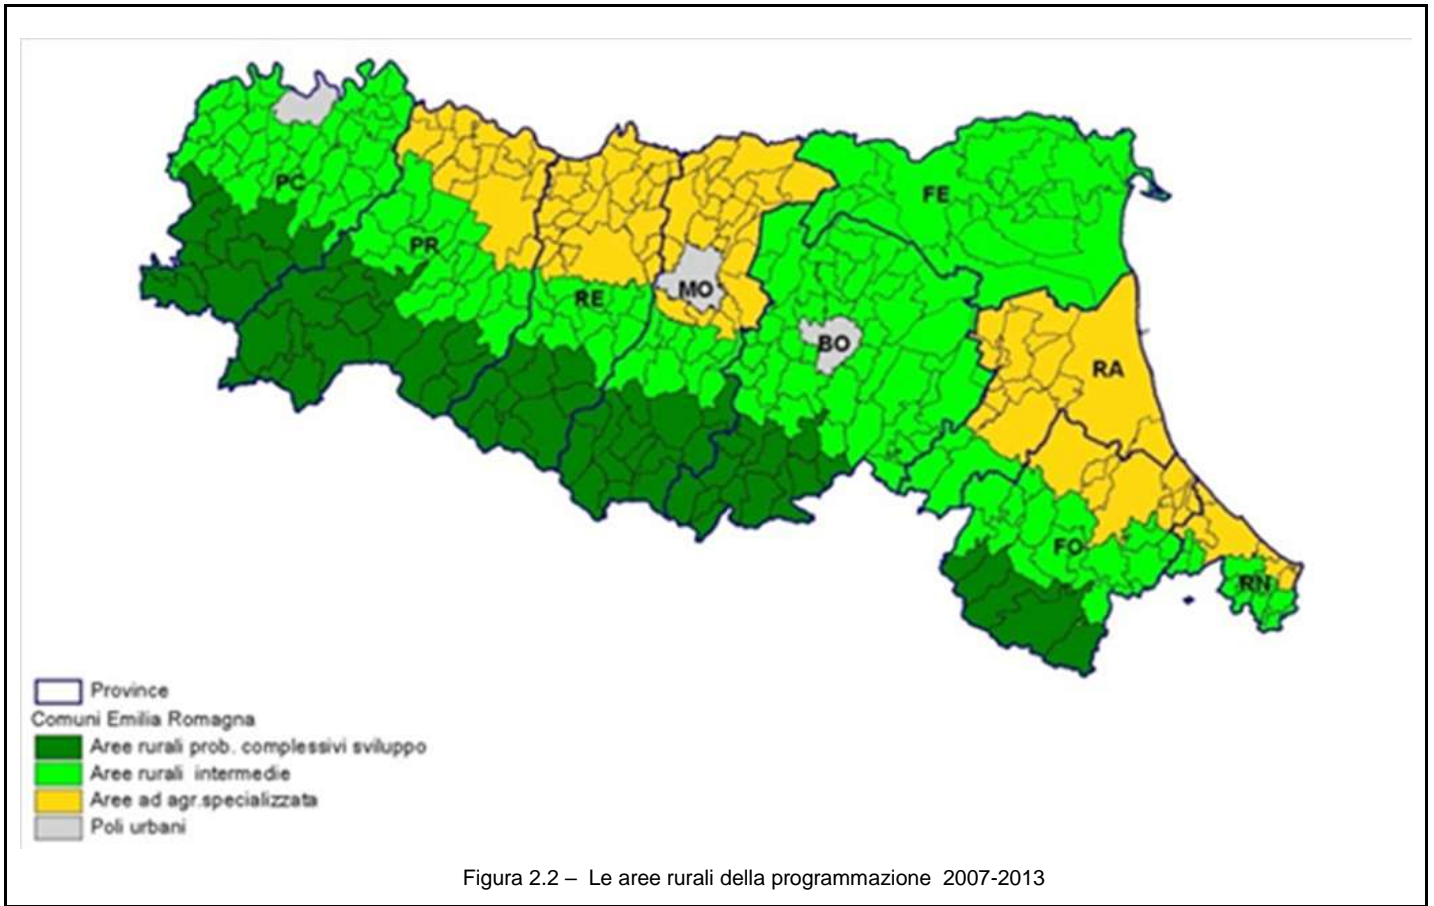 PC
FE
PR
MO
RE
BO
RA
FO
RN
Province
Comuni Emilia Romagna
Aree rurali prob. complessivi sviluppo
Aree rurali intermedie
Aree ad agr.specializzata
Poli urbani
Figura 2.2 – Le aree rurali della programmazione 2007-2013